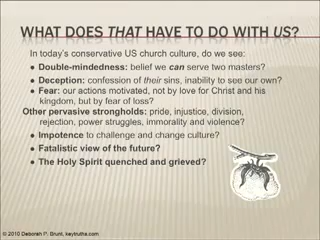 WHAT DOES THAT HAVE TO DO WITH US?
In today's conservative US church culture, do we see:
● Double-mindedness: belief we can serve two masters?
● Deception: confession of their sins, inability to see our own?
● Fear: our actions motivated, not by love for Christ and his
kingdom, but by fear of loss?
Other pervasive strongholds: pride, injustice, division,
rejection, power struggles, immorality and violence?
● Impotence to challenge and change culture?
● Fatalistic view of the future?
● The Holy Spirit quenched and grieved?
© 2010 Deborah P. Brunt, keytruths.com